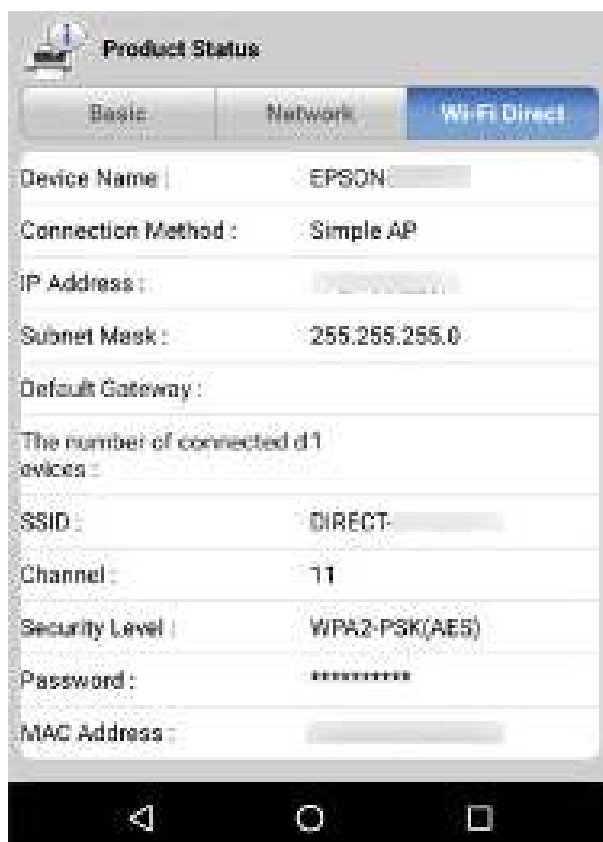 Product Status
Basic Network Wi-Fi Direct
Device Name : EPSON-
Connection Method : Simple AP
IP Address :
Subnet Mask : 255.255.255.0
Default Gateway :
The number of connected d 1
evices :
SSID : DIRECT-
Channel : 11
Security Level : WPA2-PSK(AES)
Password : **********
MAC Address :